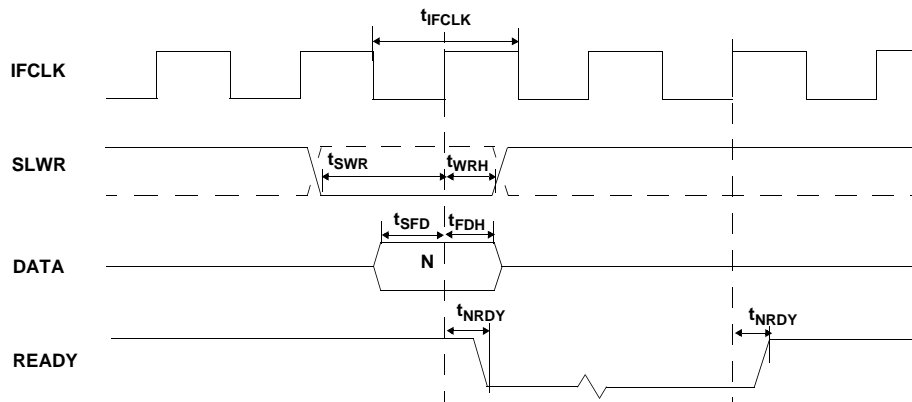 tIFCLK
IFCLK
SLWR
tSWR
tWRH
tSFD
tFDH
DATA
N
tNRDY
tNRDY
READY